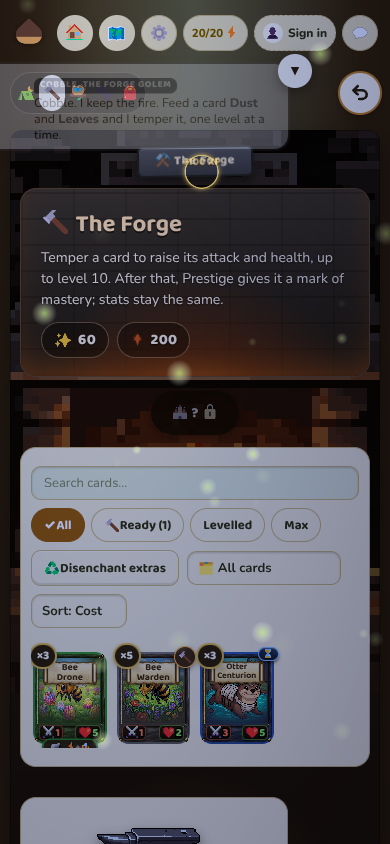 20/20
Sign in
COBBLE, THE FORGE GOLEM
Cobble. I keep the fire. Feed a card Dust
and Leaves and I temper it, one level at a
time.
The Forge
The Forge
Temper a card to raise its attack and health, up
to level 10. After that, Prestige gives it a mark of
mastery; stats stay the same.
60
200
?
Search cards...
All
Ready (1)
Levelled
Max
Disenchant extras
All cards
Sort: Cost
×3
Bee
Drone
1
5
×5
Bee
Warden
1
2
×3
Otter
Centurion
3
5